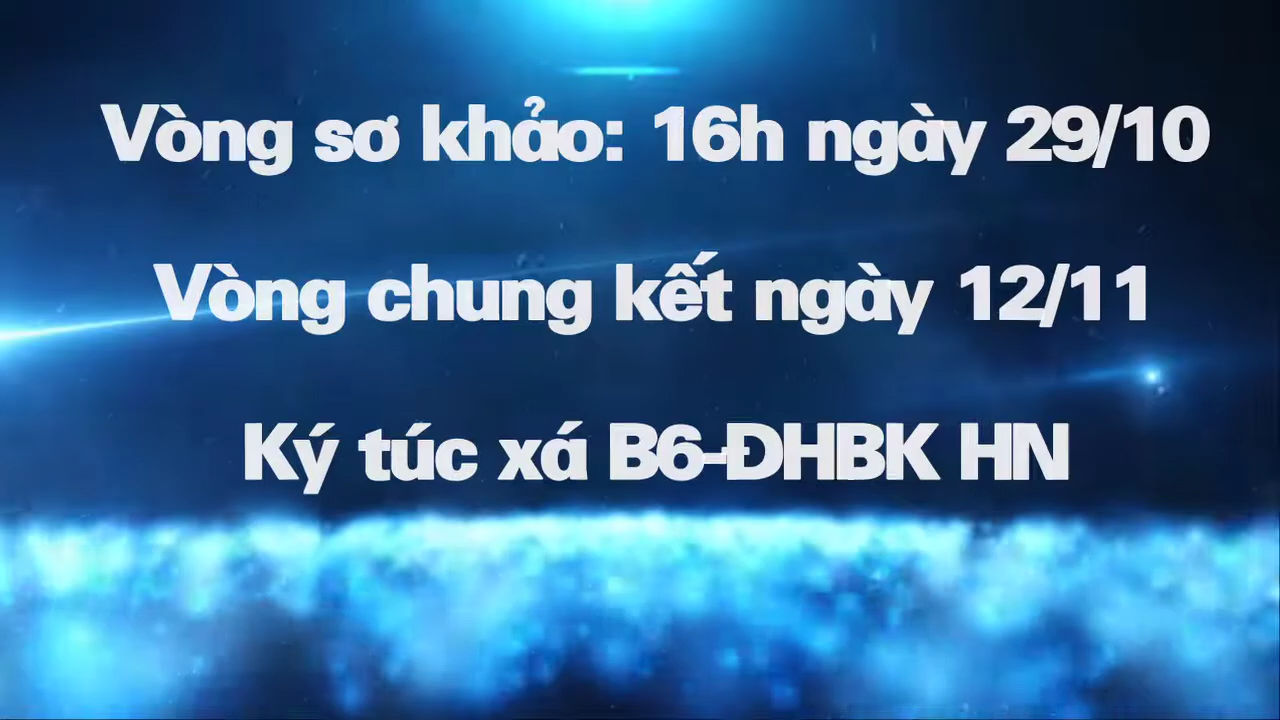 Vòng sơ khảo: 16h ngày 29/10
Vòng chung kết ngày 12/11
Ký túc xá B6-ĐHBK HN